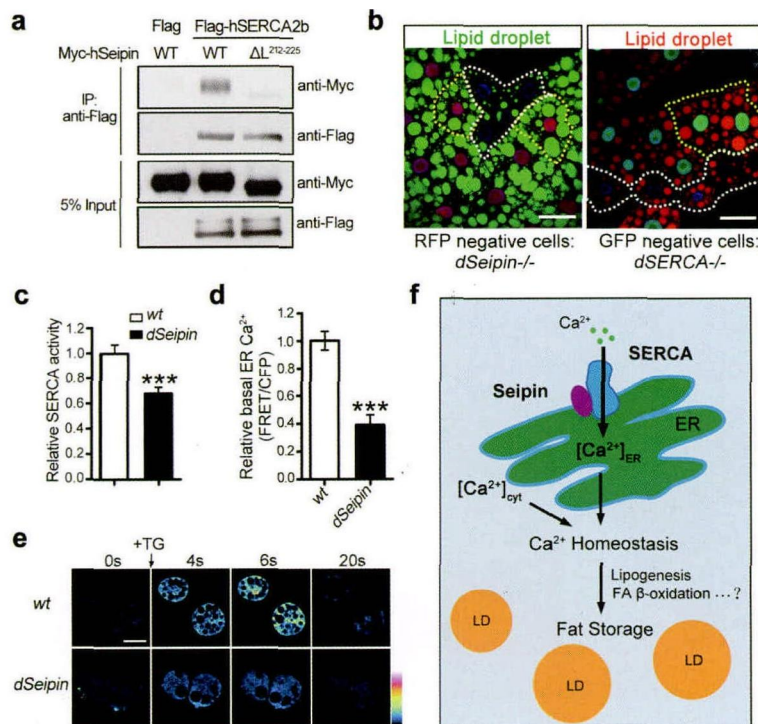 a
Flag Flag-hSERCA2b
Myc-hSeipin WT WT ΔL²¹²⁻²²⁵
IP:
anti-Flag
anti-Myc
anti-Flag
5% Input
anti-Myc
anti-Flag
b
Lipid droplet Lipid droplet
RFP negative cells:
dSeipin-/-
GFP negative cells:
dSERCA-/-
c
wt
dSeipin
Relative SERCA activity
1.2
1.0
0.8
0.6
0.4
0.2
0.0
***
d
Relative basal ER Ca²⁺
(FRET/CFP)
1.2
1.0
0.8
0.6
0.4
0.2
0
***
wt
dSeipin
e
+TG
0s 4s 6s 20s
wt
dSeipin
f
Ca²⁺
SERCA
Seipin
ER
[Ca²⁺]ER
[Ca²⁺]cyt
Ca²⁺ Homeostasis
Lipogenesis
FA β-oxidation ...?
Fat Storage
LD
LD
LD